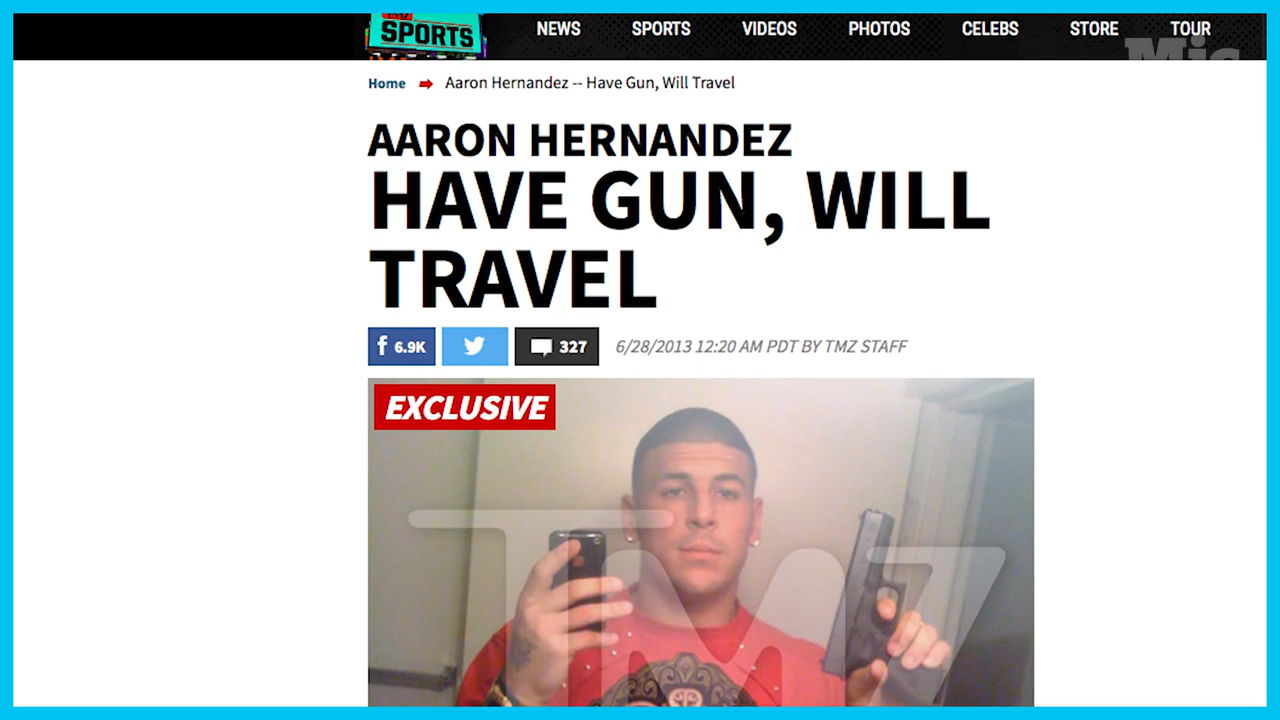 SPORTS
NEWS SPORTS VIDEOS PHOTOS CELEBS STORE TOUR
Mic
Home Aaron Hernandez -- Have Gun, Will Travel
AARON HERNANDEZ
HAVE GUN, WILL
TRAVEL
f 6.9K 327 6/28/2013 12:20 AM PDT BY TMZ STAFF
EXCLUSIVE
TMZ